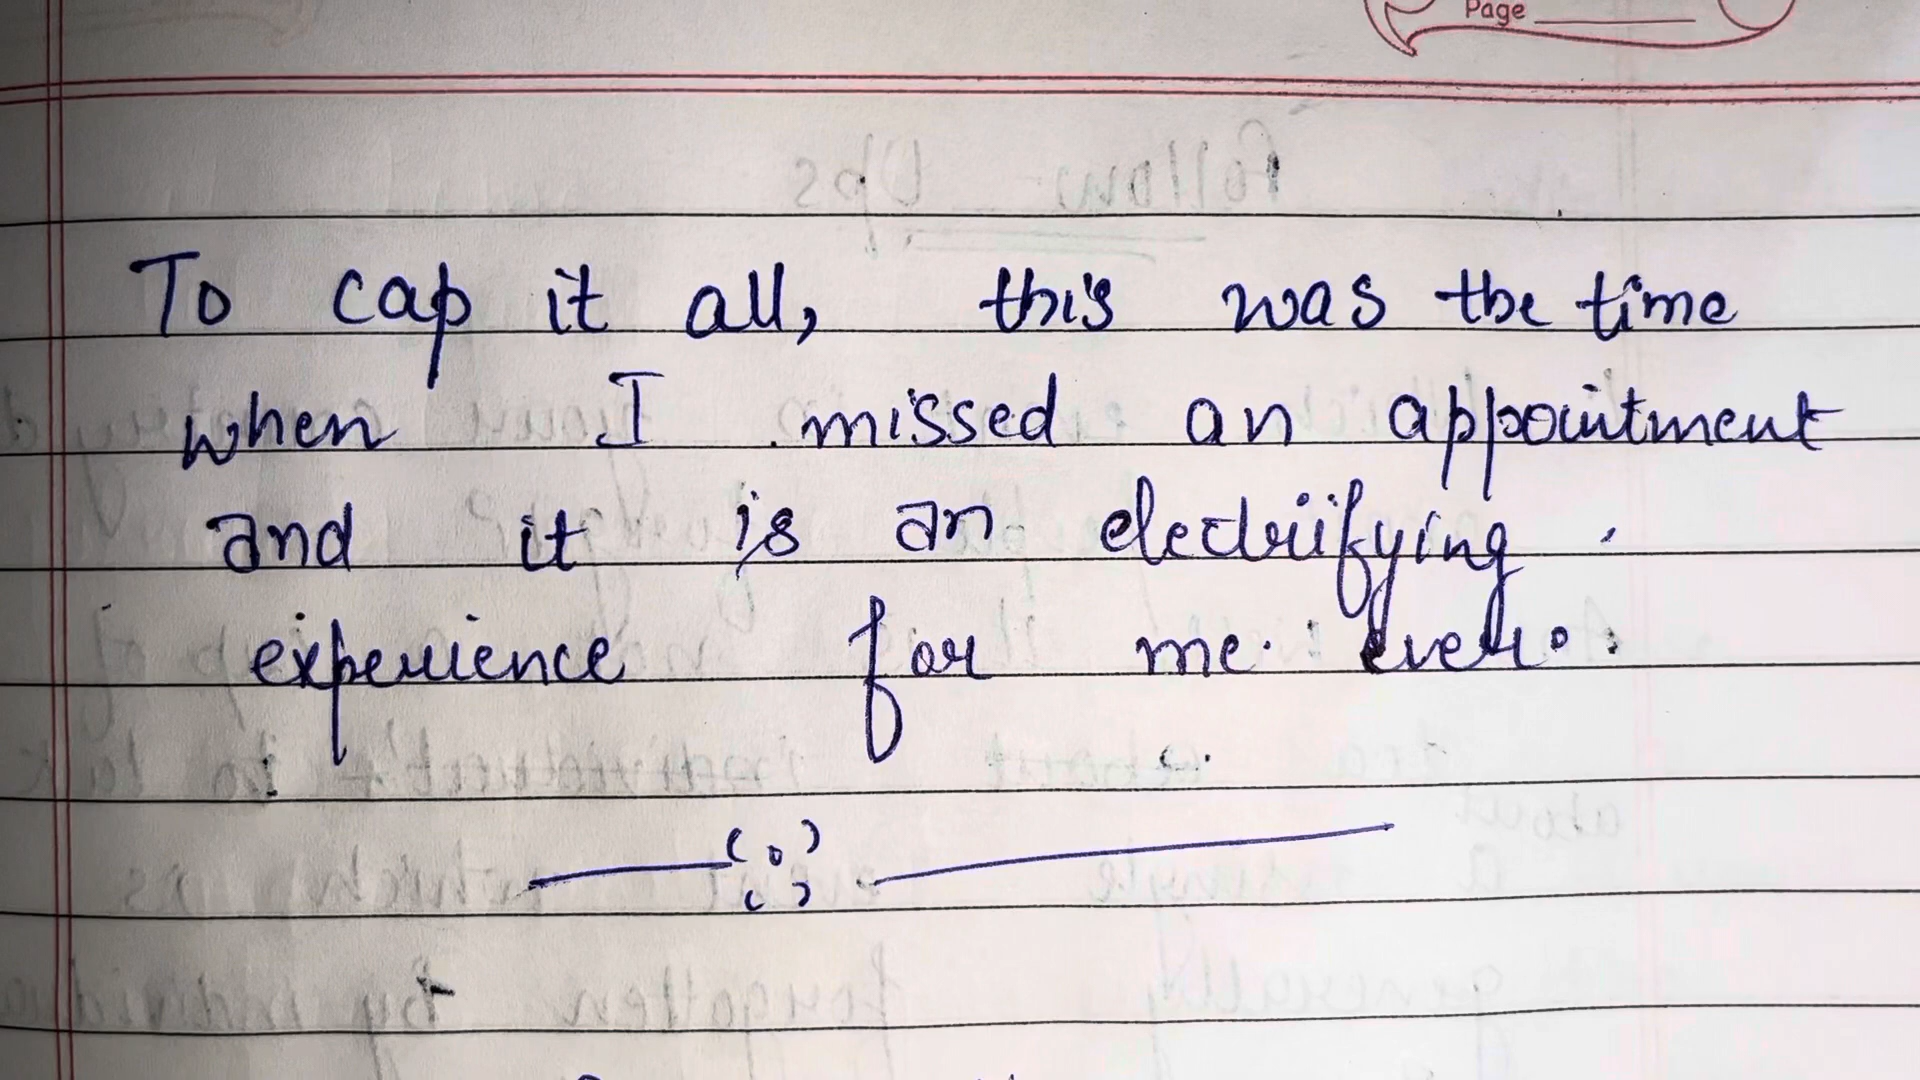 Page
To cap it all, this was the time
when I missed an appointment
and it is an electrifying
experience for me. ever.